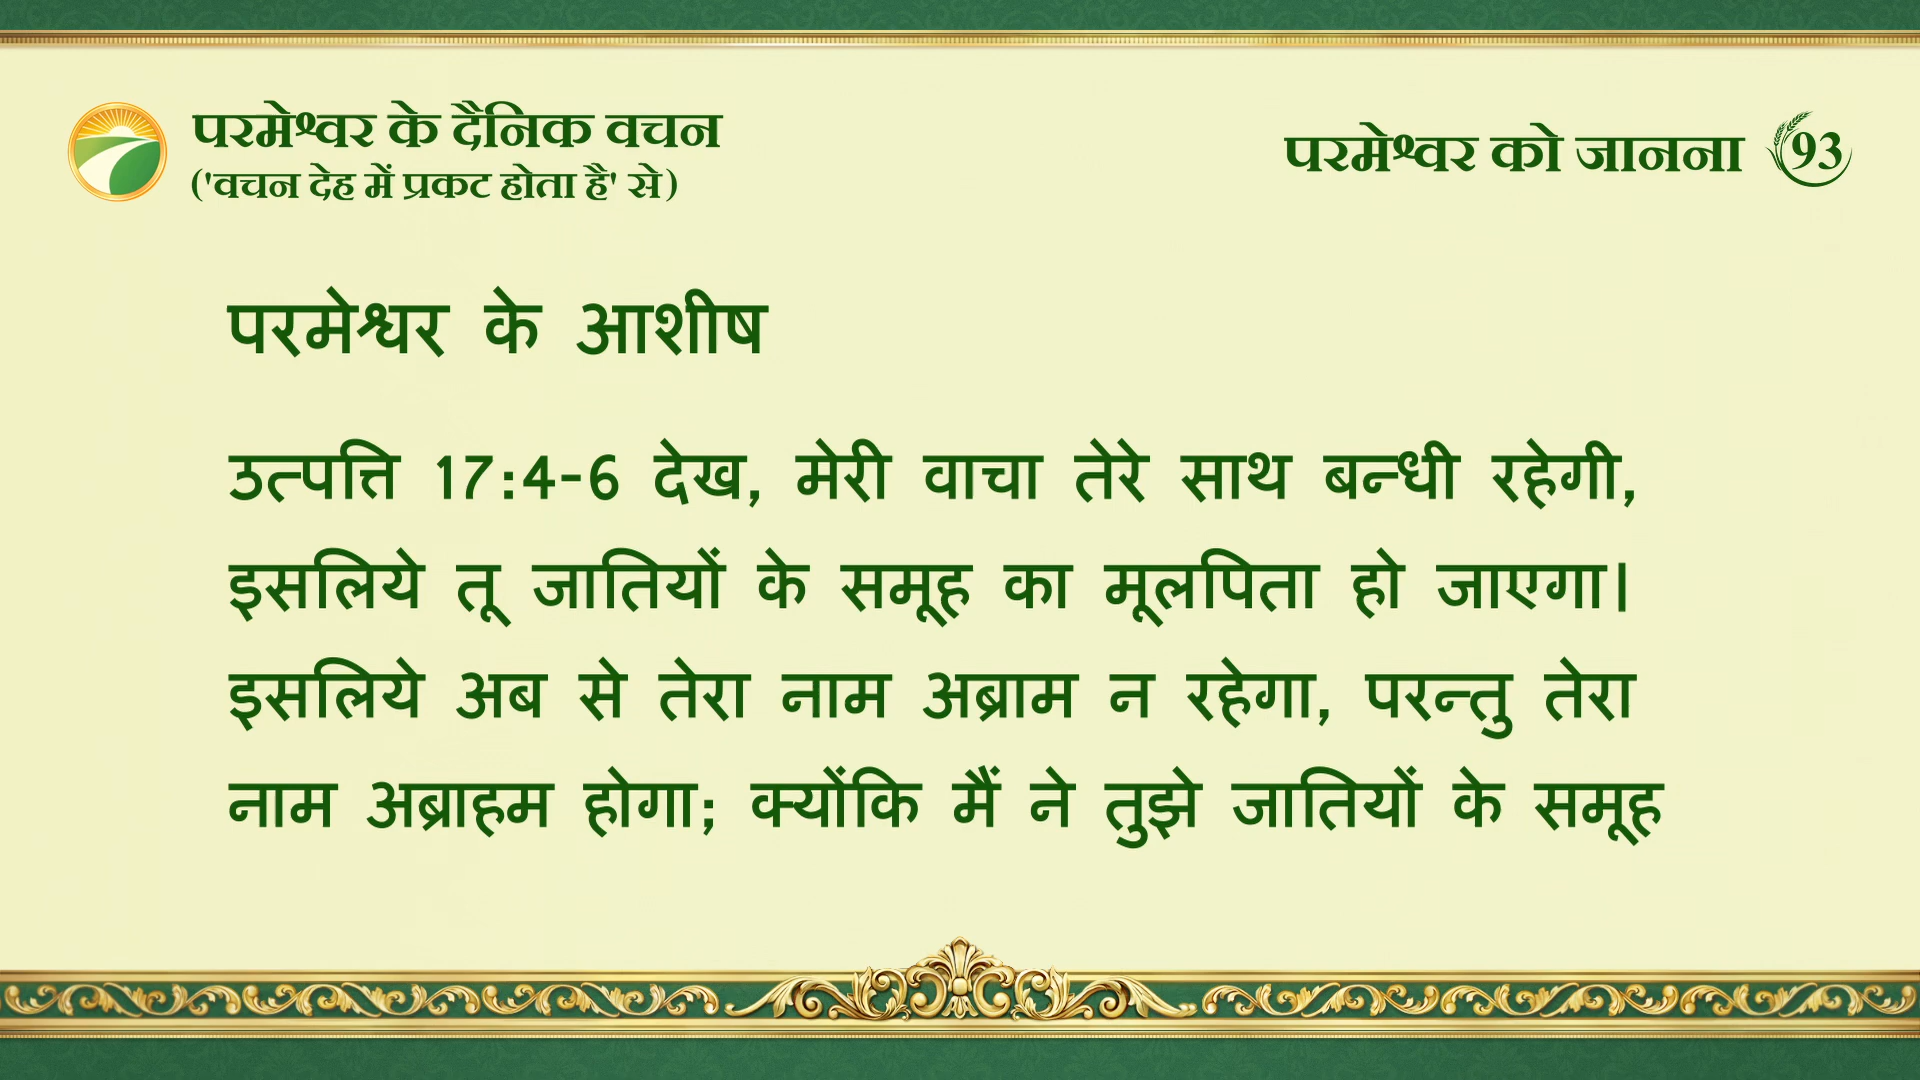 परमेश्वर के दैनिक वचन
('वचन देह में प्रकट होता है' से)
परमेश्वर को जानना 93
परमेश्वर के आशीष
उत्पत्ति 17:4-6 देख, मेरी वाचा तेरे साथ बन्धी रहेगी,
इसलिये तू जातियों के समूह का मूलपिता हो जाएगा।
इसलिये अब से तेरा नाम अब्राम न रहेगा, परन्तु तेरा
नाम अब्राहम होगा; क्योंकि मैं ने तुझे जातियों के समूह